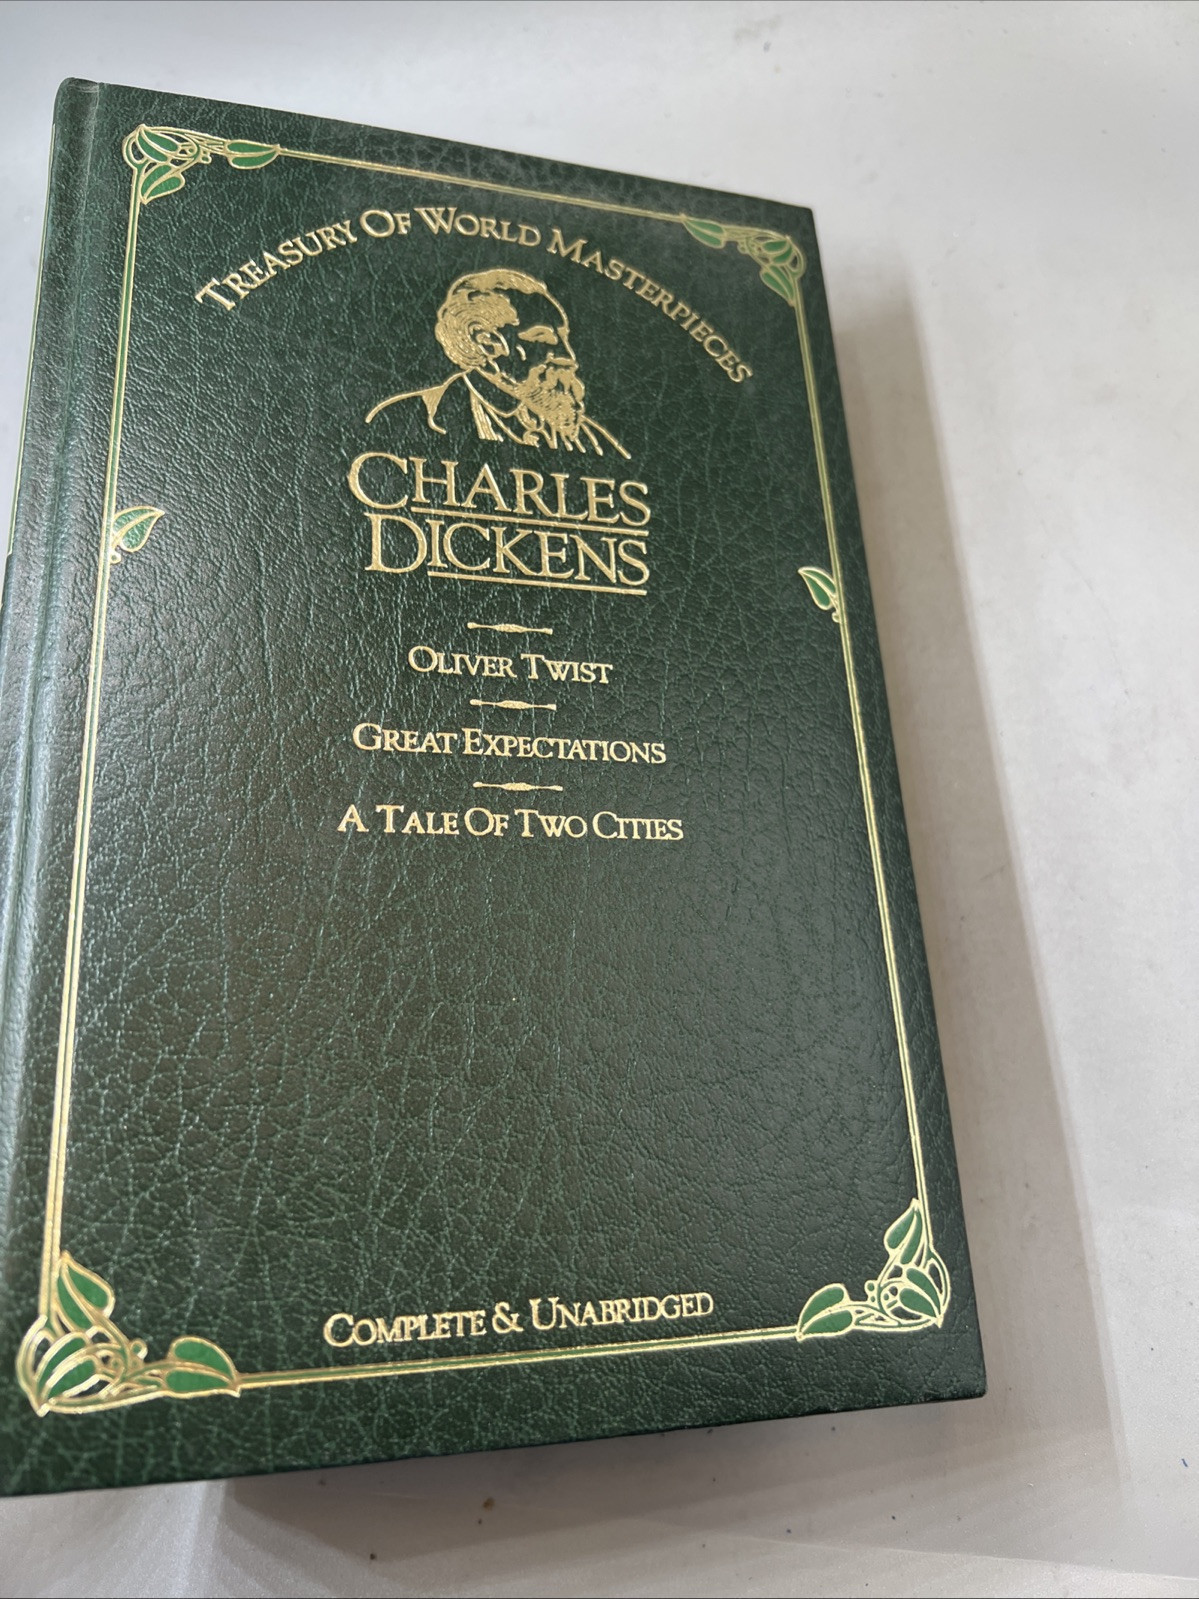 Treasury Of World Masterpieces
Charles
Dickens
Oliver Twist
Great Expectations
A Tale Of Two Cities
Complete & Unabridged